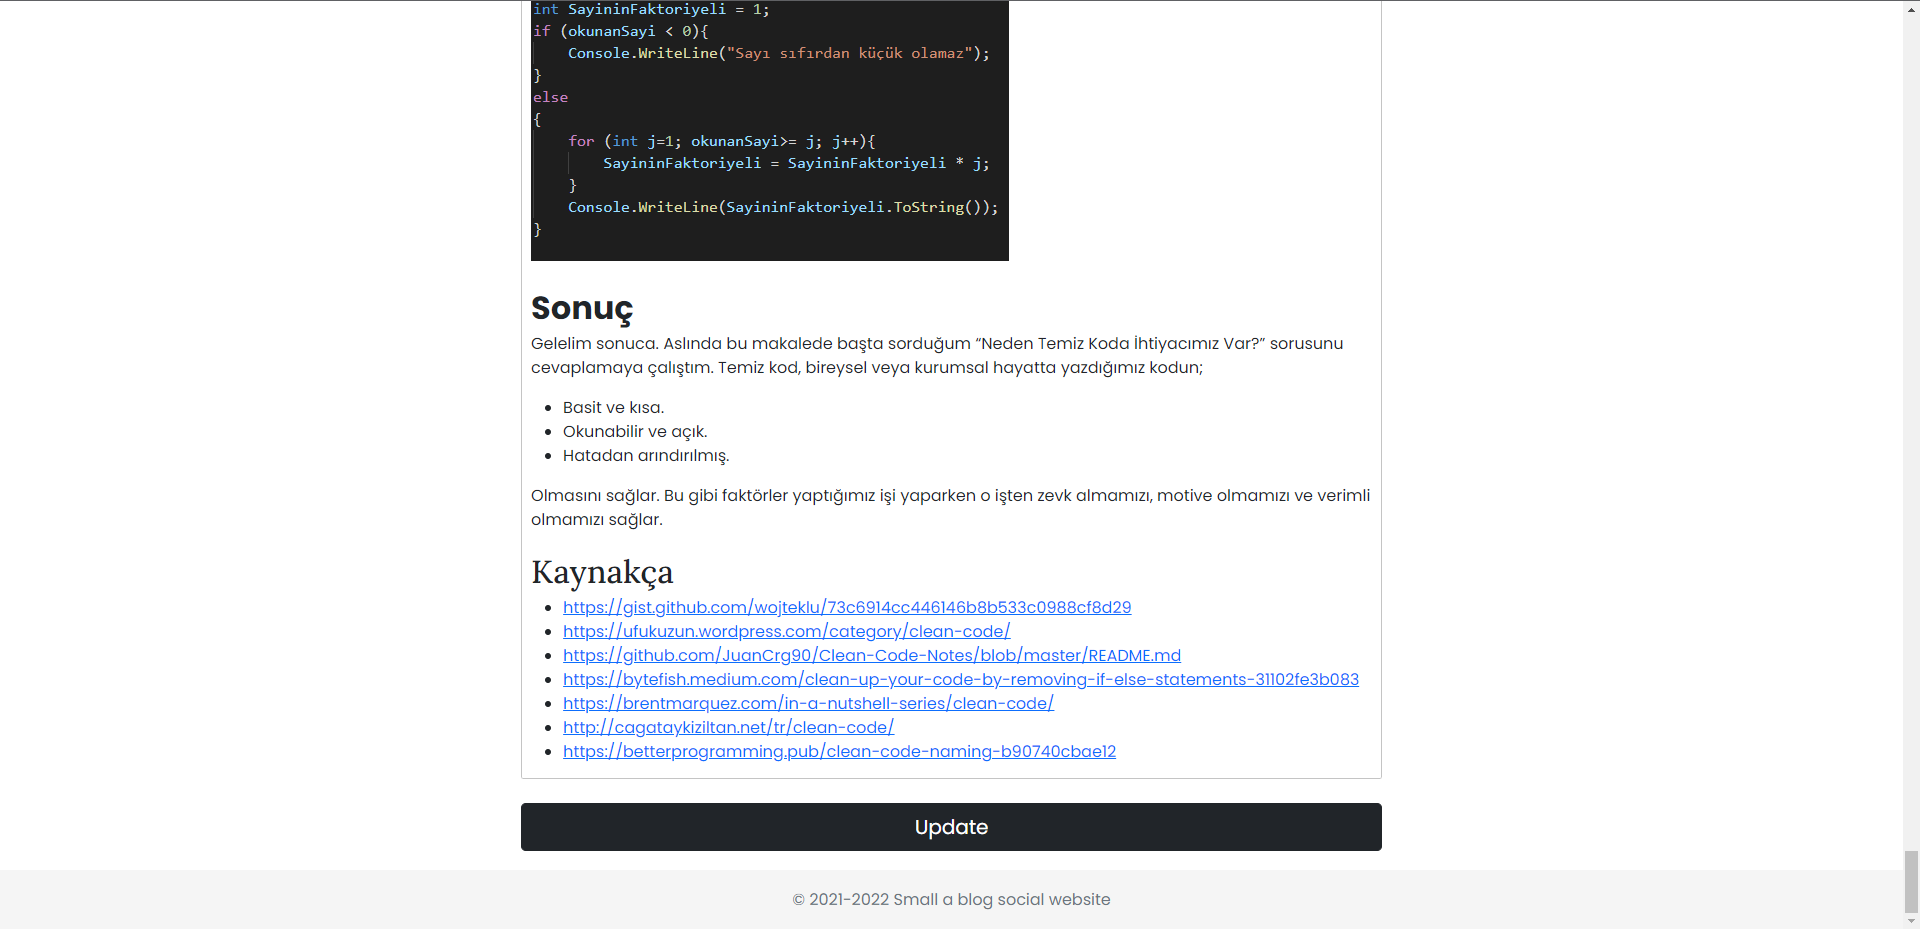 int SayininFaktoriyeli = 1;
if (okunanSayi < 0){
Console.WriteLine("Sayı sıfırdan küçük olamaz");
}
else
{
for (int j=1; okunanSayi>= j; j++){
SayininFaktoriyeli = SayininFaktoriyeli * j;
}
Console.WriteLine(SayininFaktoriyeli.ToString());
}
Sonuç
Gelelim sonuca. Aslında bu makalede başta sorduğum “Neden Temiz Koda İhtiyacımız Var?” sorusunu
cevaplamaya çalıştım. Temiz kod, bireysel veya kurumsal hayatta yazdığımız kodun;
• Basit ve kısa.
• Okunabilir ve açık.
• Hatadan arındırılmış.
Olmasını sağlar. Bu gibi faktörler yaptığımız işi yaparken o işten zevk almamızı, motive olmamızı ve verimli
olmamızı sağlar.
Kaynakça
• https://gist.github.com/wojteklu/73c6914cc446146b8b533c0988cf8d29
• https://ufukuzun.wordpress.com/category/clean-code/
• https://github.com/JuanCrg90/Clean-Code-Notes/blob/master/README.md
• https://bytefish.medium.com/clean-up-your-code-by-removing-if-else-statements-31102fe3b083
• https://brentmarquez.com/in-a-nutshell-series/clean-code/
• http://cagataykiziltan.net/tr/clean-code/
• https://betterprogramming.pub/clean-code-naming-b90740cbae12
Update
© 2021-2022 Small a blog social website